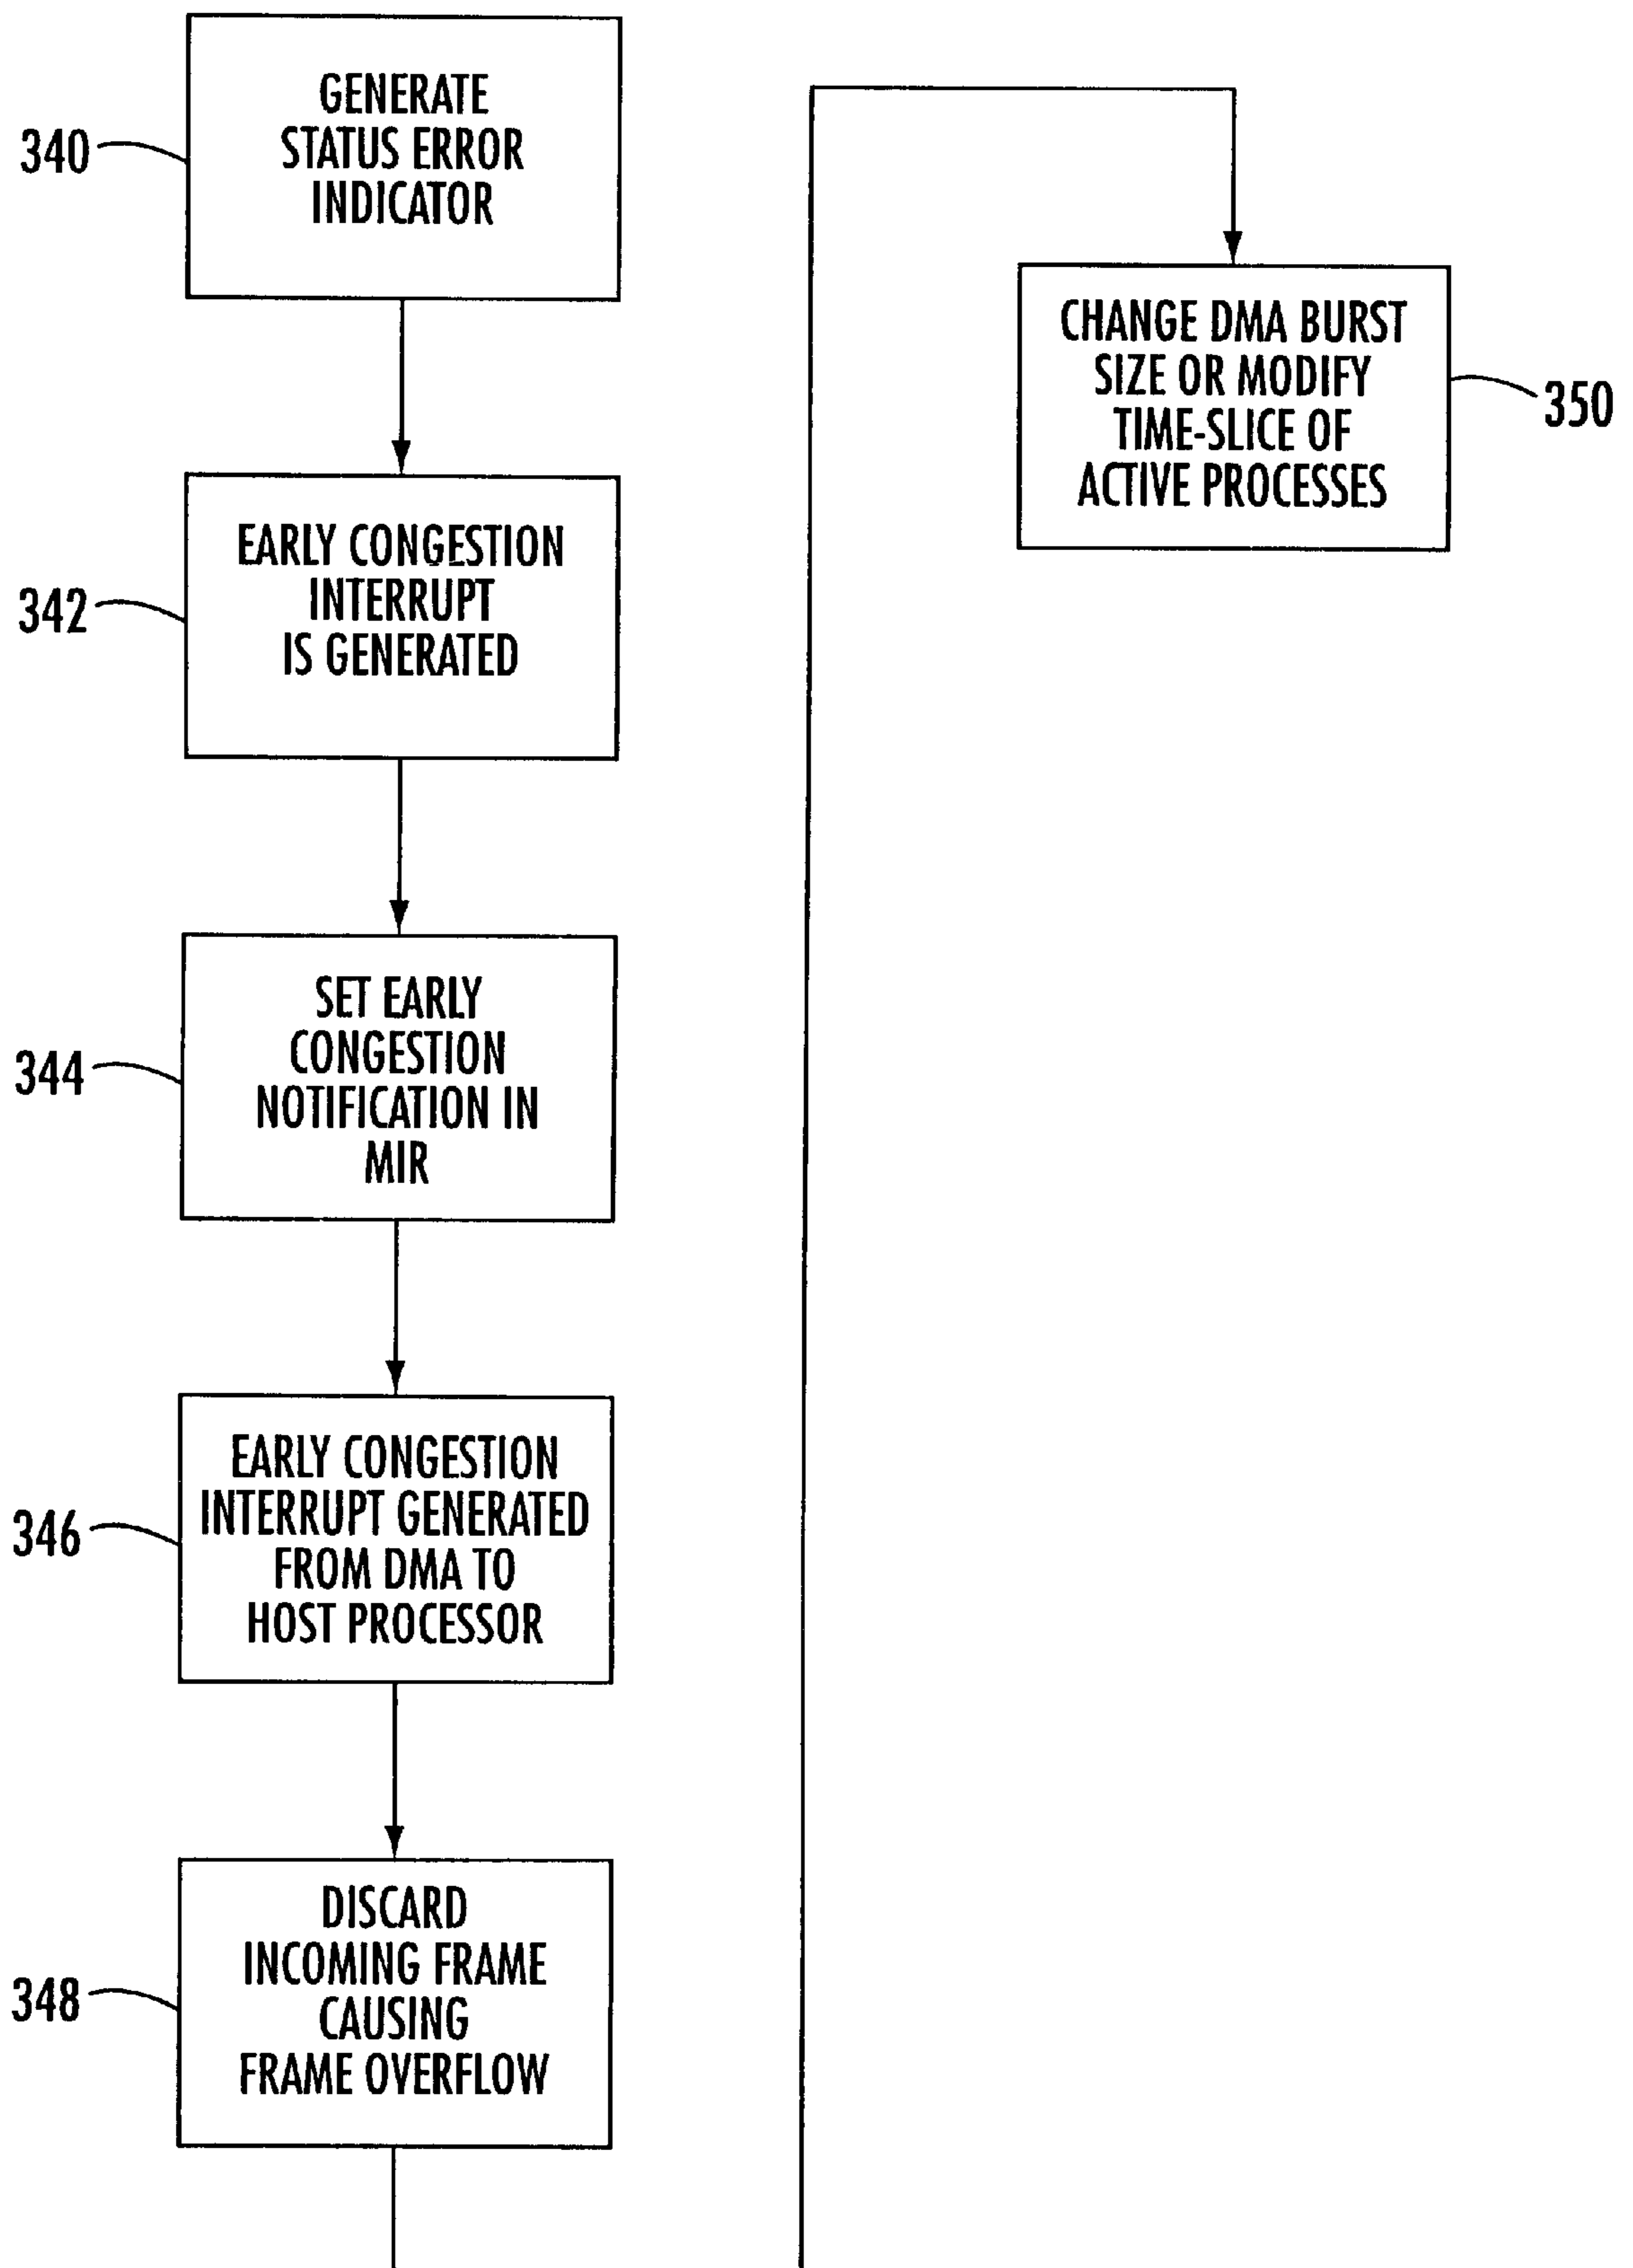 340
GENERATE
STATUS ERROR
INDICATOR
342
EARLY CONGESTION
INTERRUPT
IS GENERATED
344
SET EARLY
CONGESTION
NOTIFICATION IN
MIR
346
EARLY CONGESTION
INTERRUPT GENERATED
FROM DMA TO
HOST PROCESSOR
348
DISCARD
INCOMING FRAME
CAUSING
FRAME OVERFLOW
CHANGE DMA BURST
SIZE OR MODIFY
TIME-SLICE OF
ACTIVE PROCESSES
350